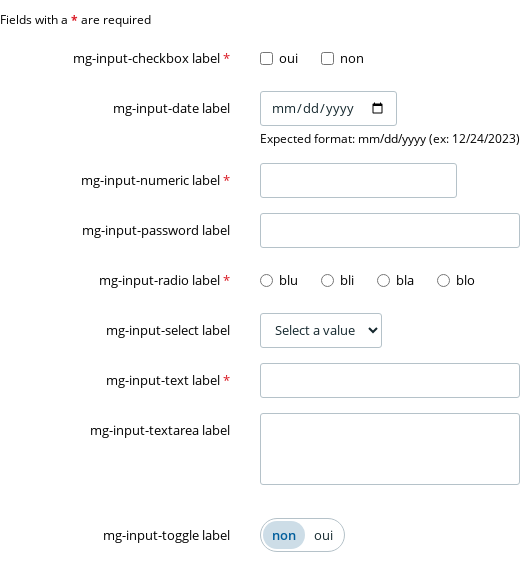 Fields with a * are required
mg-input-checkbox label * oui non
mg-input-date label mm/dd/yyyy
Expected format: mm/dd/yyyy (ex: 12/24/2023)
mg-input-numeric label *
mg-input-password label
mg-input-radio label * blu bli bla blo
mg-input-select label Select a value
mg-input-text label *
mg-input-textarea label
mg-input-toggle label non oui